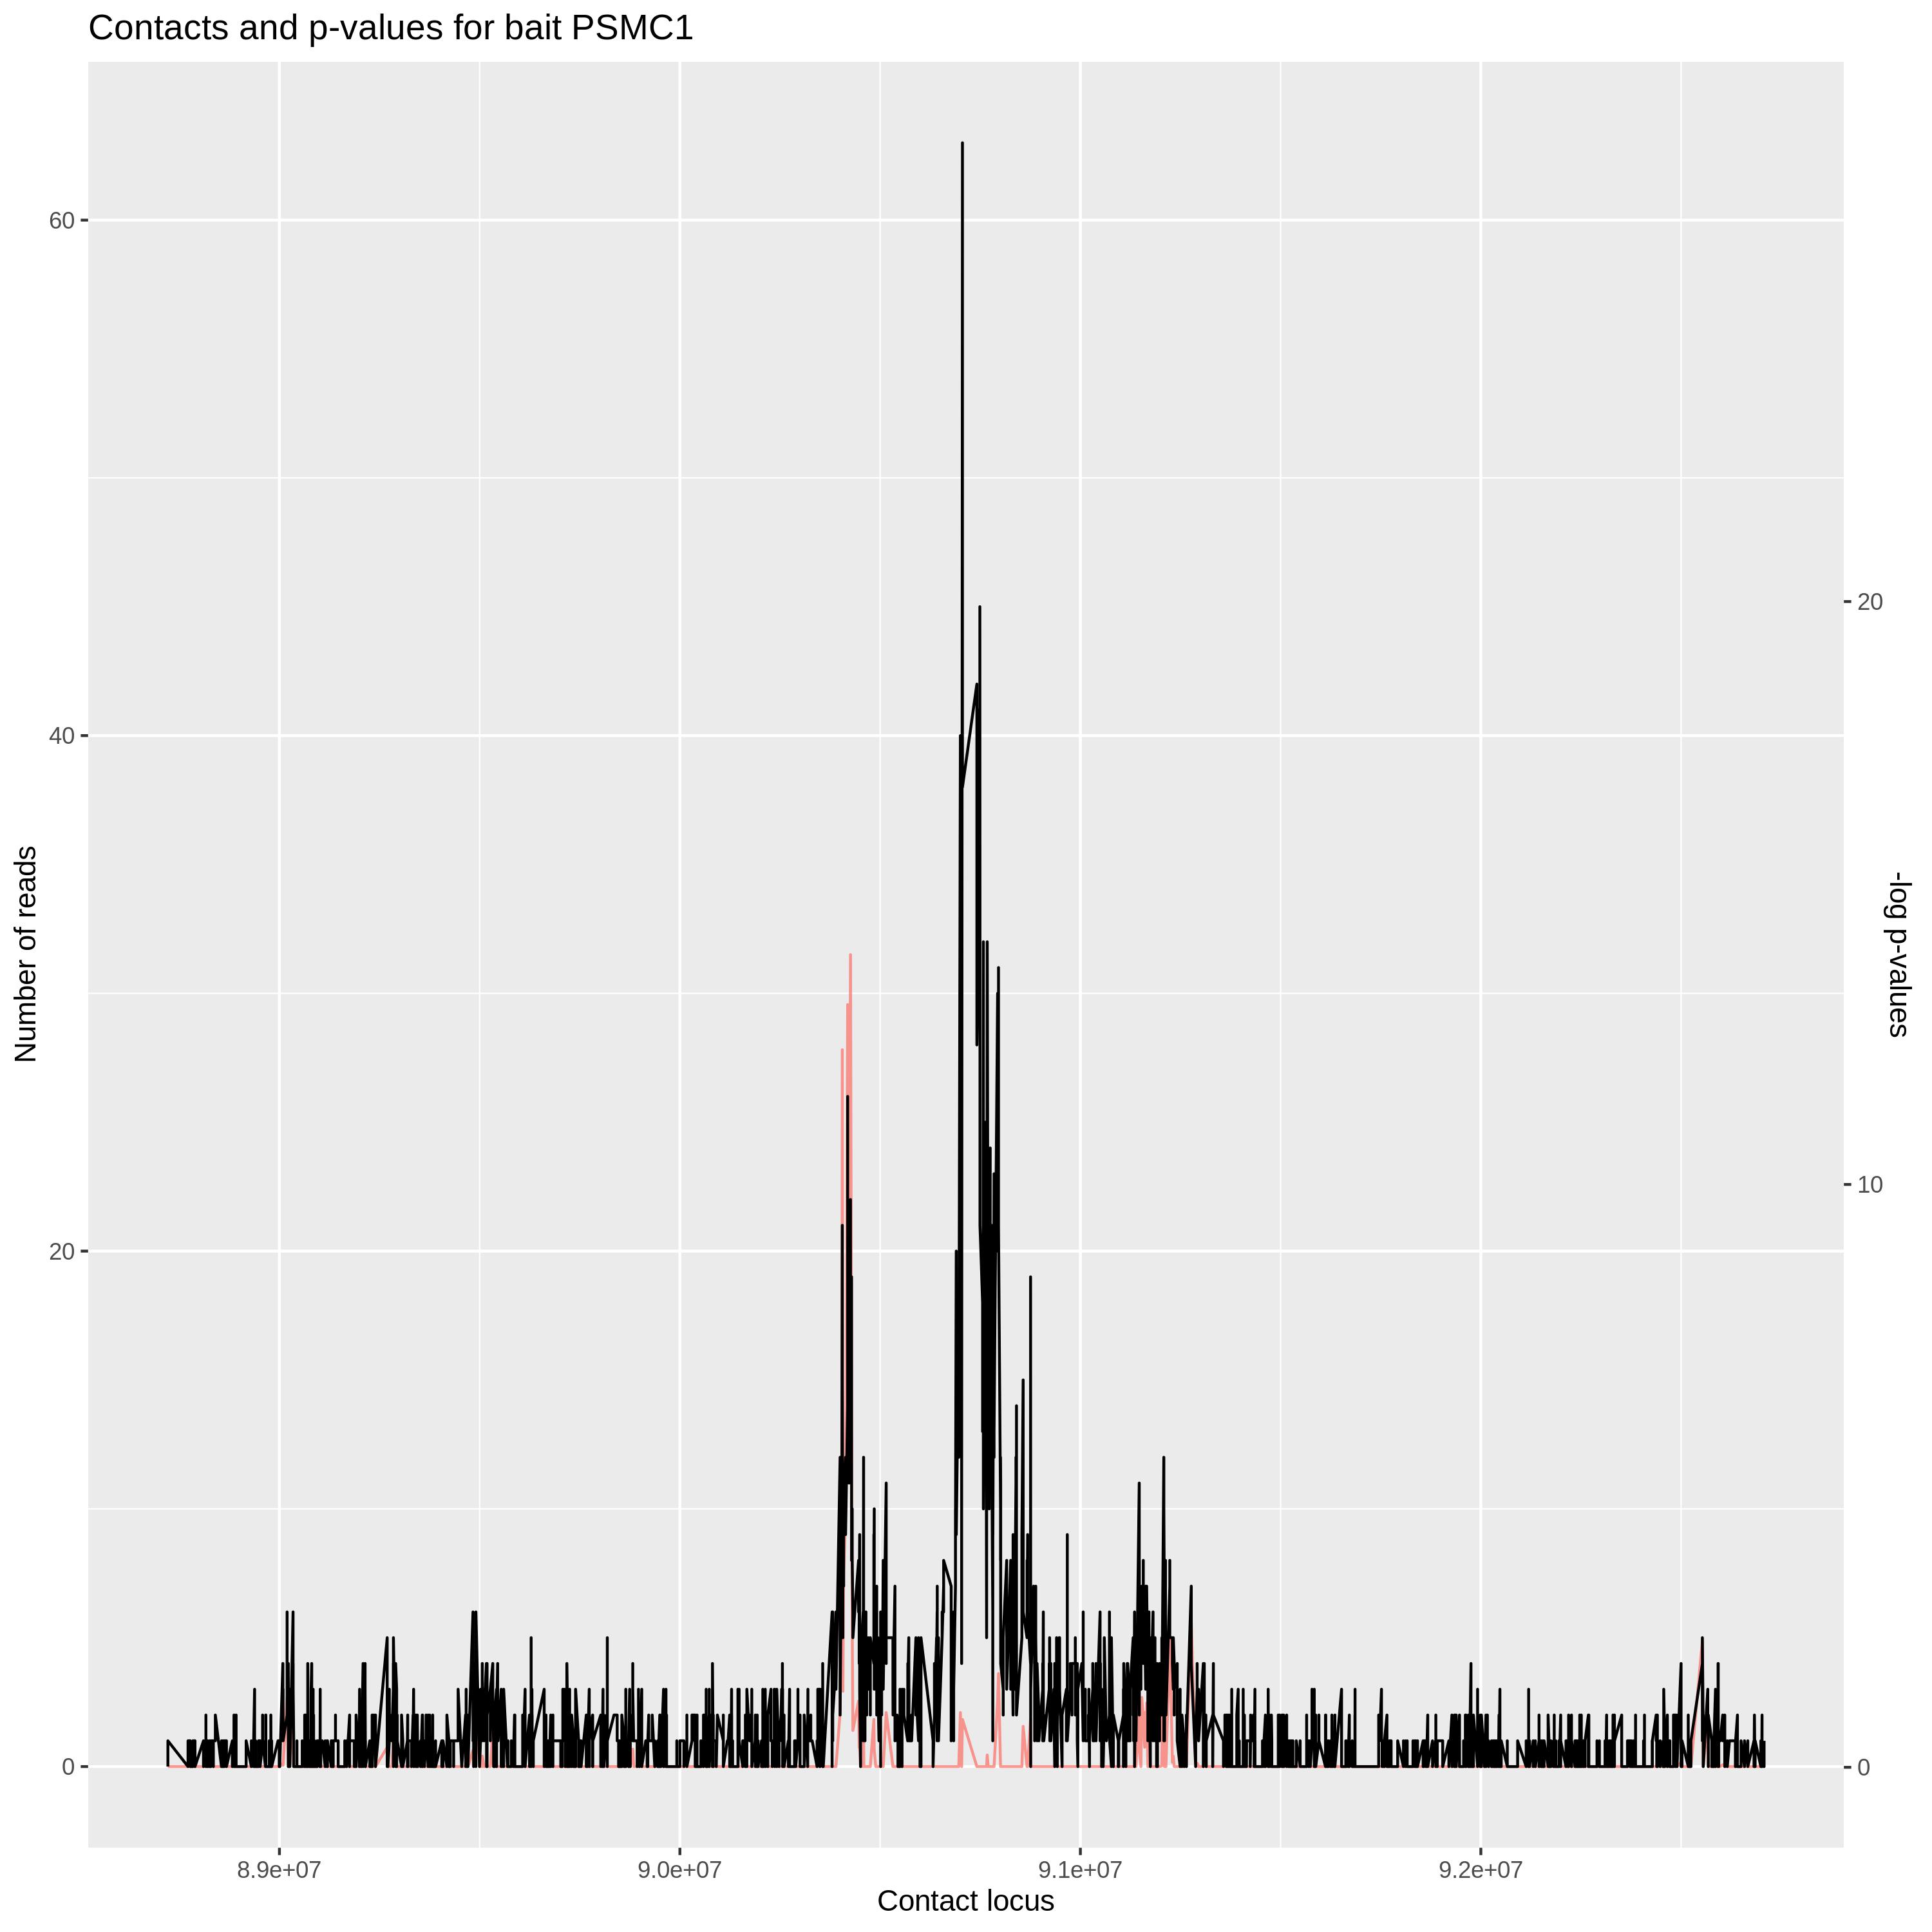 Contacts and p-values for bait PSMC1
60
40
20
0
Number of reads
20
10
0
-log p-values
8.9e+07
9.0e+07
9.1e+07
9.2e+07
Contact locus